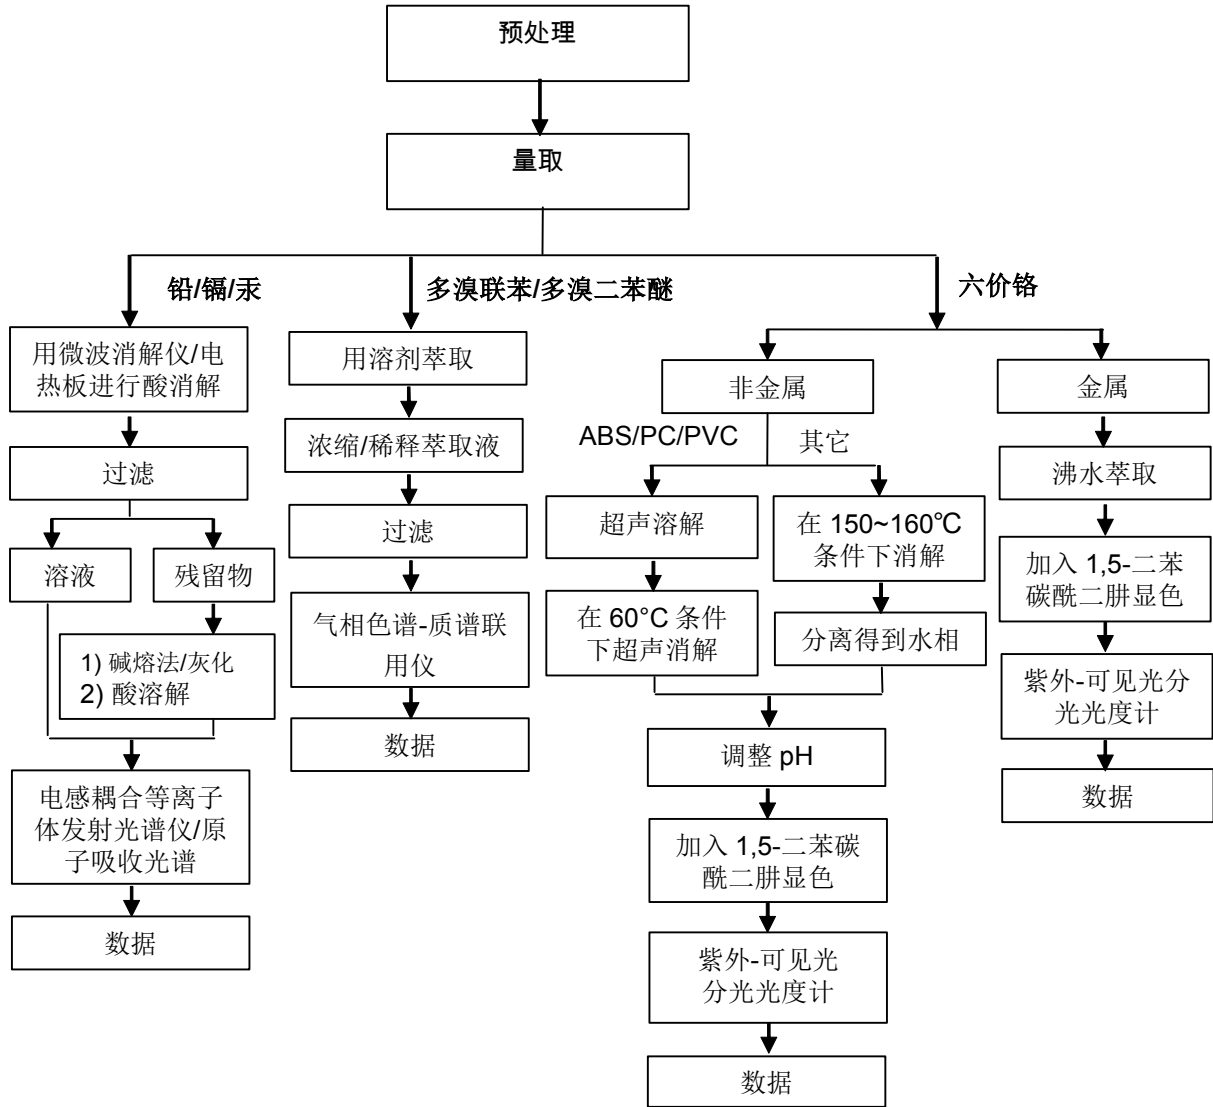 预处理
量取
铅/镉/汞
多溴联苯/多溴二苯醚
六价铬
用微波消解仪/电
热板进行酸消解
过滤
溶液
残留物
1) 碱熔法/灰化
2) 酸溶解
电感耦合等离子
体发射光谱仪/原
子吸收光谱
数据
用溶剂萃取
浓缩/稀释萃取液
过滤
气相色谱-质谱联
用仪
数据
非金属
ABS/PC/PVC
其它
超声溶解
在 60°C 条件
下超声消解
在 150~160℃
条件下消解
分离得到水相
调整 pH
加入 1,5-二苯碳
酰二肼显色
紫外-可见光
分光光度计
数据
金属
沸水萃取
加入 1,5-二苯
碳酰二肼显色
紫外-可见光分
光光度计
数据